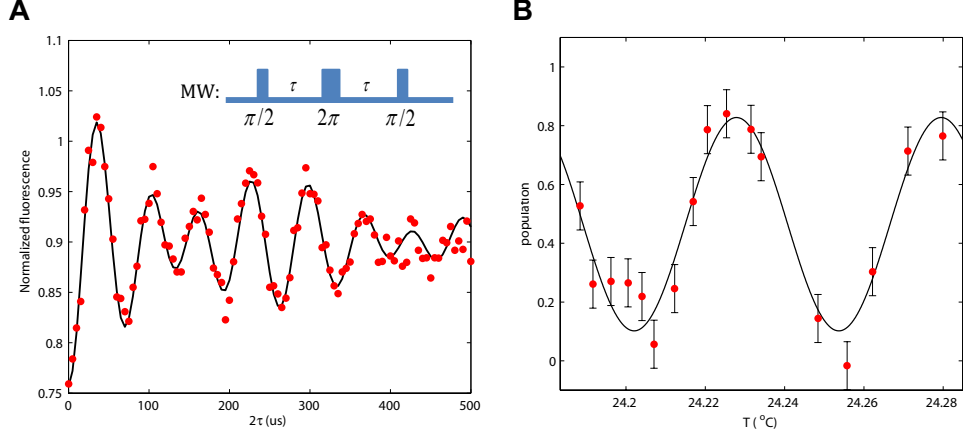 A
B
1.1
1.05
1
0.95
0.9
0.85
0.8
0.75
Normalized fluorescence
MW:
τ
τ
π/2
2π
π/2
0
100
200
300
400
500
2τ (us)
1
0.8
0.6
0.4
0.2
0
population
24.2
24.22
24.24
24.26
24.28
T (°C)